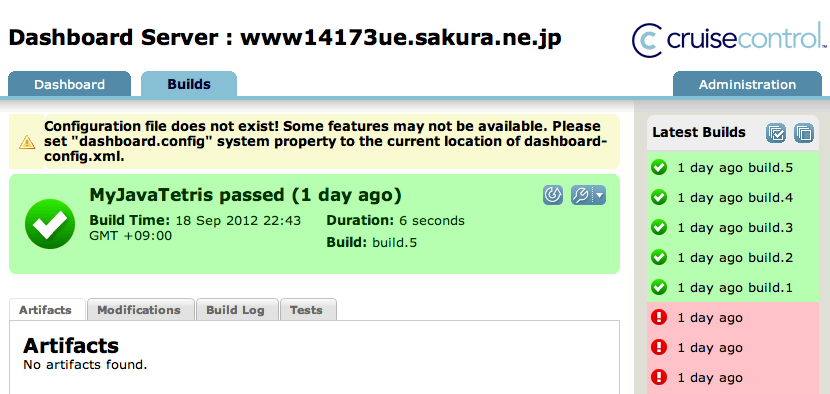 Dashboard Server : www14173ue.sakura.ne.jp
cruisecontrol™
Dashboard
Builds
Administration
Configuration file does not exist! Some features may not be available. Please
set "dashboard.config" system property to the current location of dashboard-
config.xml.
MyJavaTetris passed (1 day ago)
Build Time: 18 Sep 2012 22:43
GMT +09:00
Duration: 6 seconds
Build: build.5
Artifacts
Modifications
Build Log
Tests
Artifacts
No artifacts found.
Latest Builds
1 day ago build.5
1 day ago build.4
1 day ago build.3
1 day ago build.2
1 day ago build.1
1 day ago
1 day ago
1 day ago